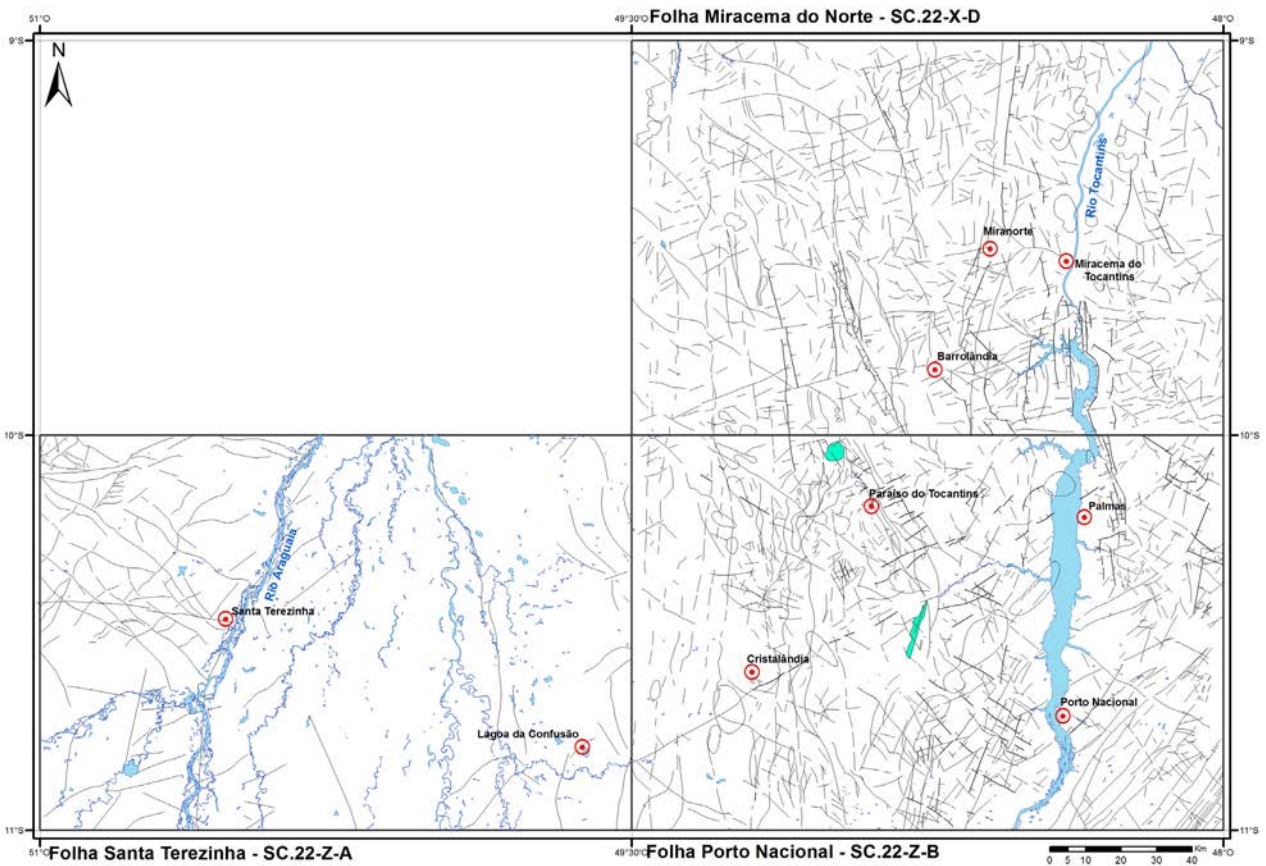 Folha Miracema do Norte - SC.22-X-D
51°O
49°30'O
48°O
9°S
9°S
N
Rio Tocantins
Miranorte
Miracema do
Tocantins
Barrolândia
10°S
10°S
Paraíso do Tocantins
Palmas
Rio Araguaia
Santa Terezinha
Cristalândia
Porto Nacional
Lagoa da Confusão
11°S
11°S
Folha Santa Terezinha - SC.22-Z-A
Folha Porto Nacional - SC.22-Z-B
51°O
49°30'O
48°O
Km
0 5 10 20 30 40